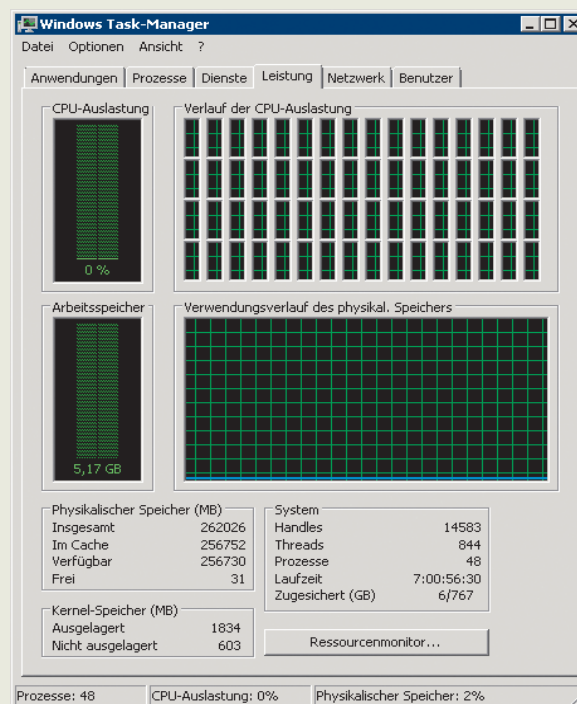 Windows Task-Manager
Datei Optionen Ansicht ?
Anwendungen Prozesse Dienste Leistung Netzwerk Benutzer
CPU-Auslastung Verlauf der CPU-Auslastung
0 %
Arbeitsspeicher Verwendungsverlauf des physikal. Speichers
5,17 GB
Physikalischer Speicher (MB)
Insgesamt 262026
Im Cache 256752
Verfügbar 256730
Frei 31
System
Handles 14583
Threads 844
Prozesse 48
Laufzeit 7:00:56:30
Zugesichert (GB) 6/767
Kernel-Speicher (MB)
Ausgelagert 1834
Nicht ausgelagert 603
Ressourcenmonitor...
Prozesse: 48 CPU-Auslastung: 0% Physikalischer Speicher: 2%